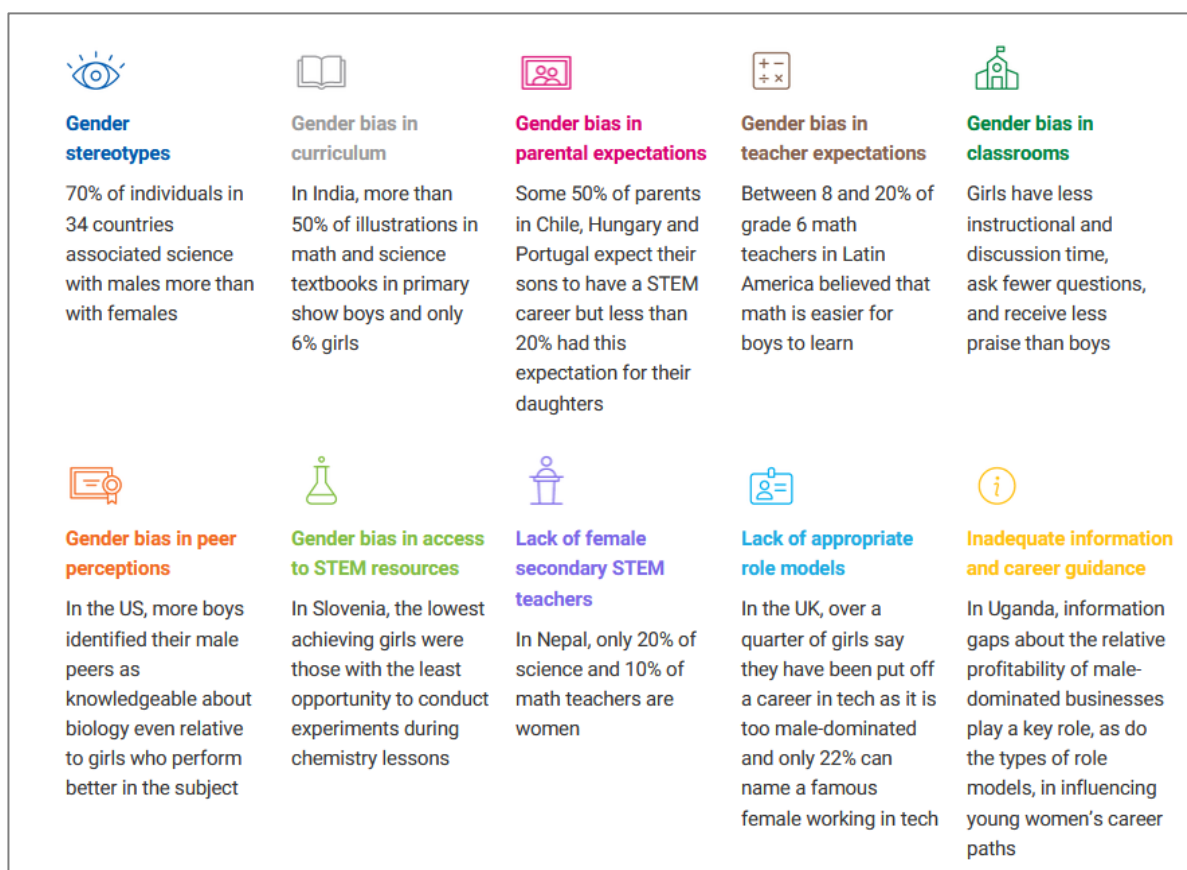 Gender
stereotypes
70% of individuals in
34 countries
associated science
with males more than
with females
Gender bias in
curriculum
In India, more than
50% of illustrations in
math and science
textbooks in primary
show boys and only
6% girls
Gender bias in
parental expectations
Some 50% of parents
in Chile, Hungary and
Portugal expect their
sons to have a STEM
career but less than
20% had this
expectation for their
daughters
Gender bias in
teacher expectations
Between 8 and 20% of
grade 6 math
teachers in Latin
America believed that
math is easier for
boys to learn
Gender bias in
classrooms
Girls have less
instructional and
discussion time,
ask fewer questions,
and receive less
praise than boys
Gender bias in peer
perceptions
In the US, more boys
identified their male
peers as
knowledgeable about
biology even relative
to girls who perform
better in the subject
Gender bias in access
to STEM resources
In Slovenia, the lowest
achieving girls were
those with the least
opportunity to conduct
experiments during
chemistry lessons
Lack of female
secondary STEM
teachers
In Nepal, only 20% of
science and 10% of
math teachers are
women
Lack of appropriate
role models
In the UK, over a
quarter of girls say
they have been put off
a career in tech as it is
too male-dominated
and only 22% can
name a famous
female working in tech
Inadequate information
and career guidance
In Uganda, information
gaps about the relative
profitability of male-
dominated businesses
play a key role, as do
the types of role
models, in influencing
young women's career
paths